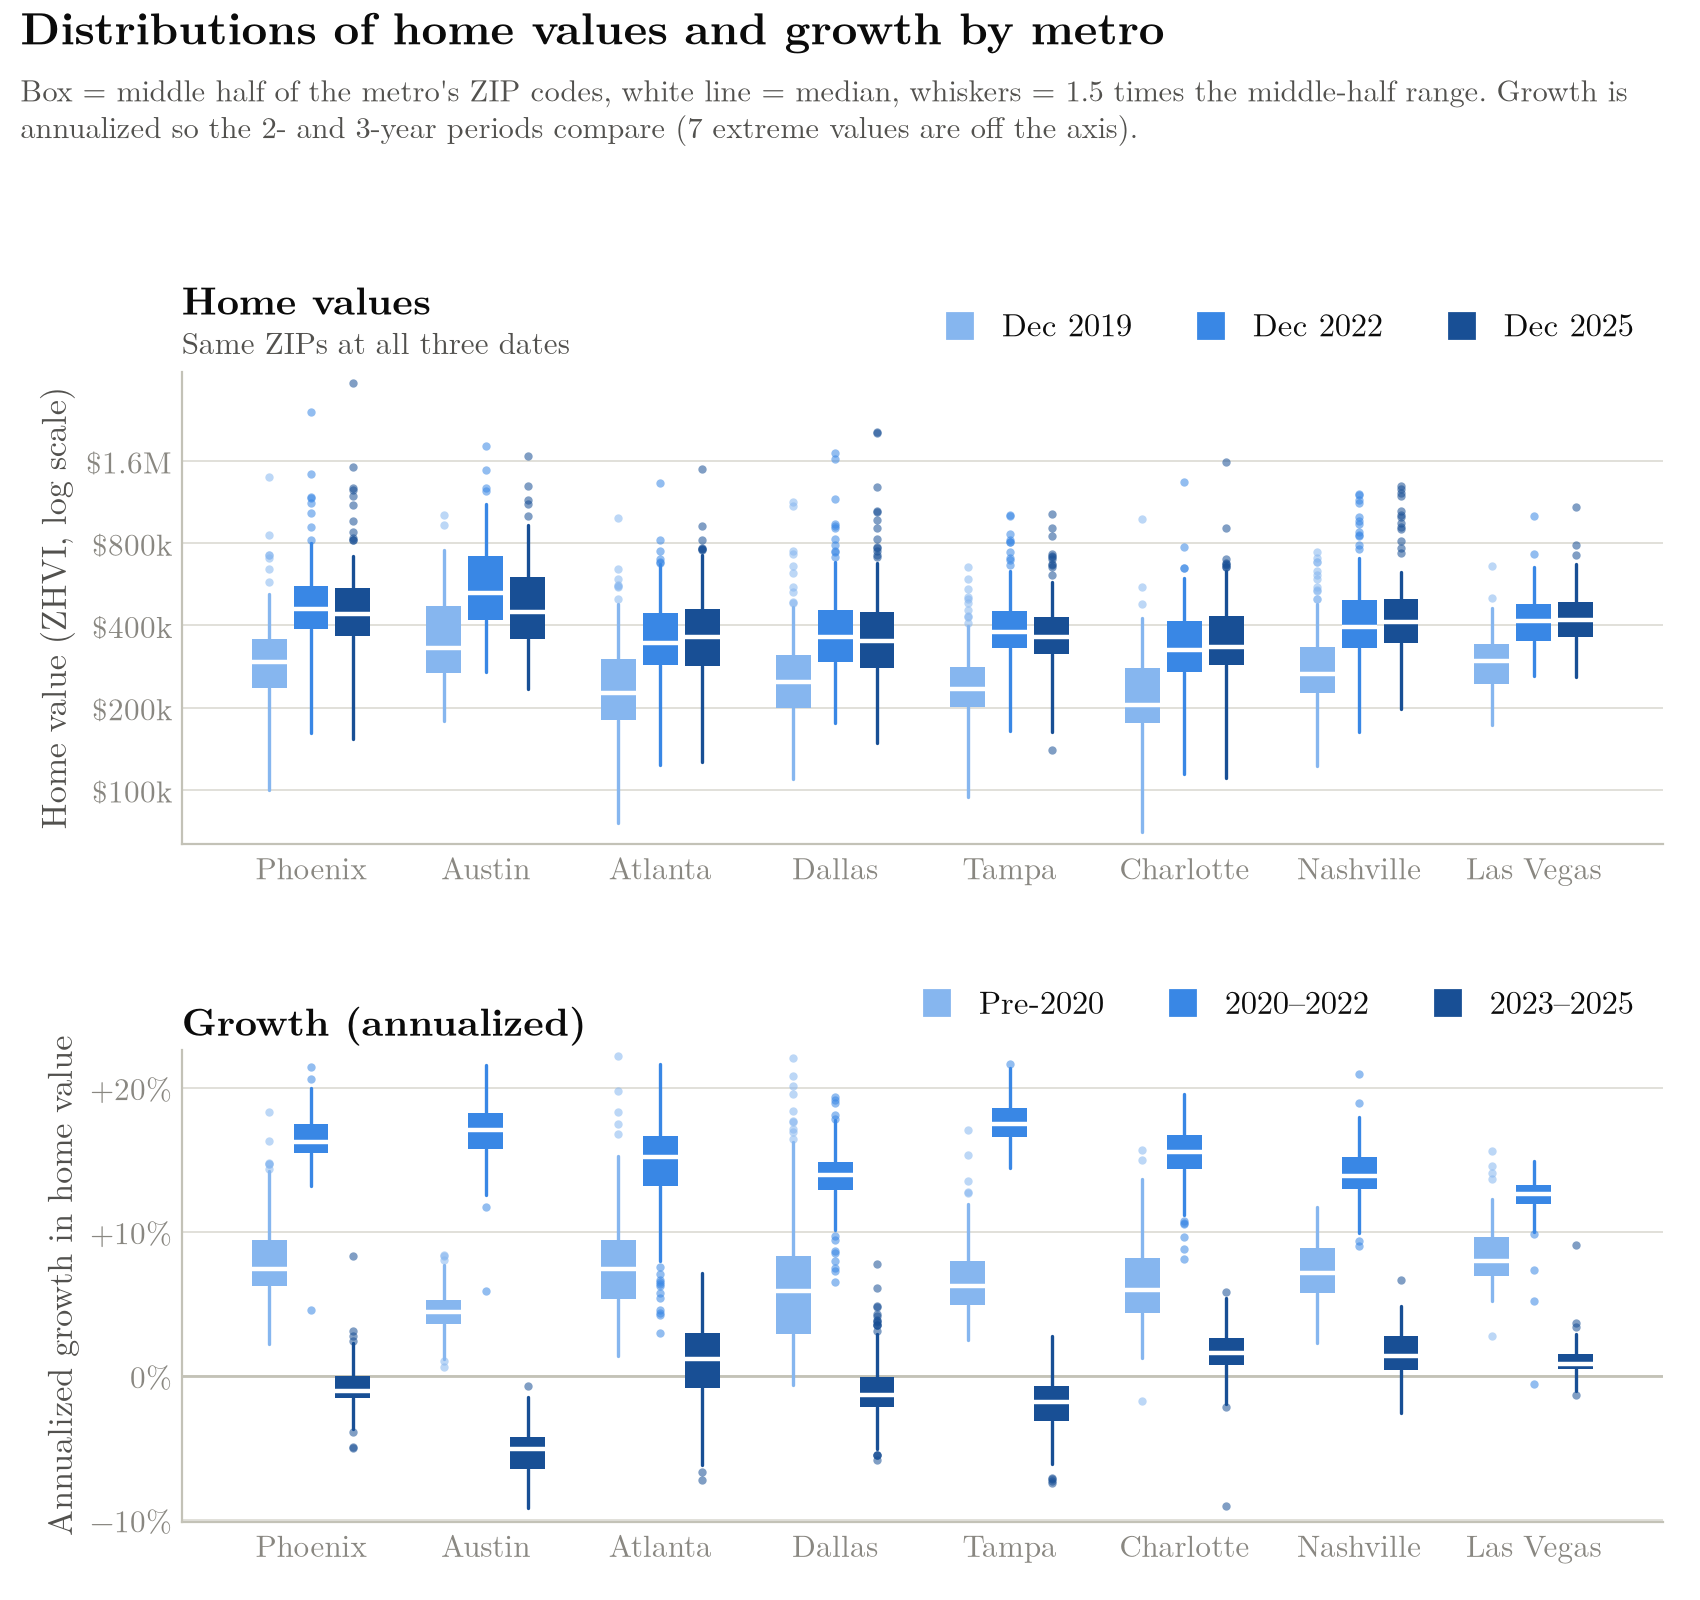 Distributions of home values and growth by metro
Box = middle half of the metro's ZIP codes, white line = median, whiskers = 1.5 times the middle-half range. Growth is
annualized so the 2- and 3-year periods compare (7 extreme values are off the axis).
Home values
Same ZIPs at all three dates
Dec 2019
Dec 2022
Dec 2025
Home value (ZHVI, log scale)
$1.6M
$800k
$400k
$200k
$100k
Phoenix
Austin
Atlanta
Dallas
Tampa
Charlotte
Nashville
Las Vegas
Growth (annualized)
Pre-2020
2020–2022
2023–2025
Annualized growth in home value
+20%
+10%
0%
−10%
Phoenix
Austin
Atlanta
Dallas
Tampa
Charlotte
Nashville
Las Vegas